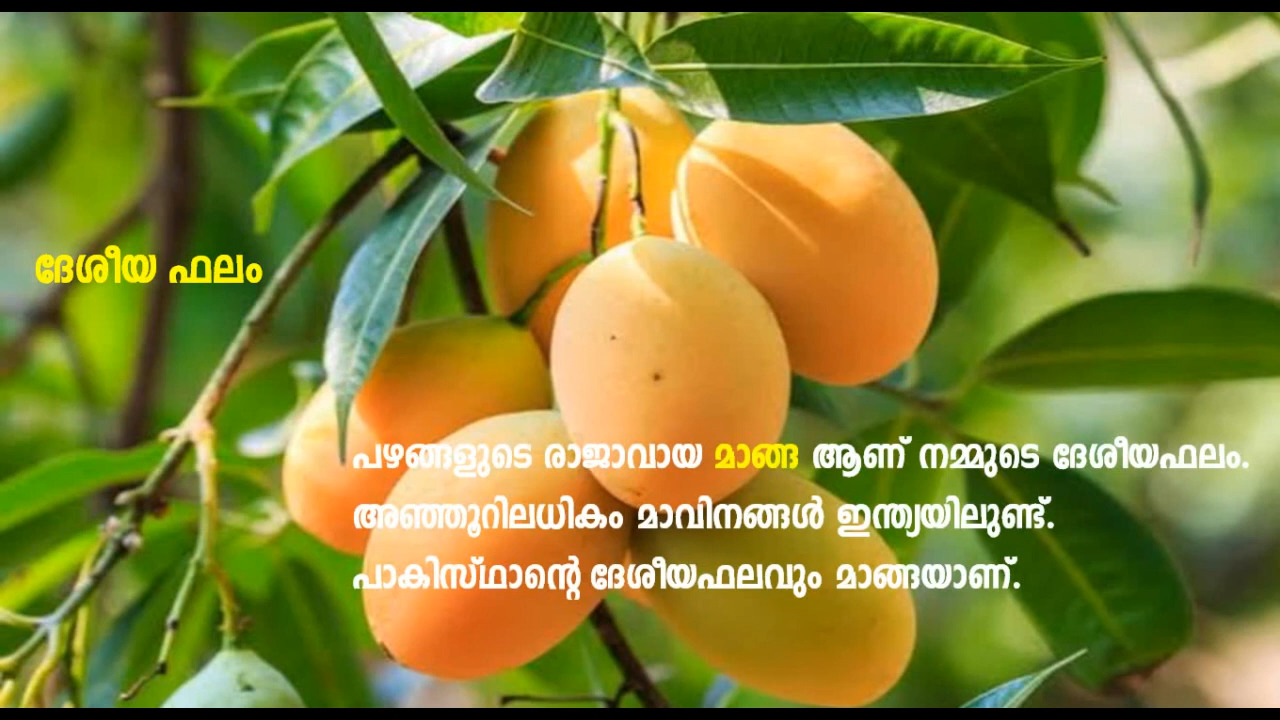 ദേശീയ ഫലം
പഴങ്ങളുടെ രാജാവായ മാങ്ങ ആണ് നമ്മുടെ ദേശീയഫലം.
അഞ്ഞൂറിലധികം മാവിനങ്ങൾ ഇന്ത്യയിലുണ്ട്.
പാകിസ്ഥാന്റെ ദേശീയഫലവും മാങ്ങയാണ്.